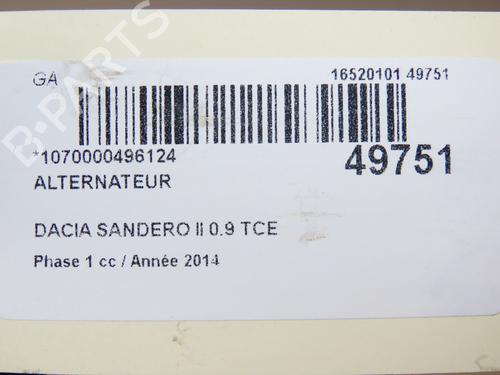 GA
16520101 49751
*1070000496124
49751
ALTERNATEUR
DACIA SANDERO II 0.9 TCE
Phase 1 cc / Année 2014
B-PARTS